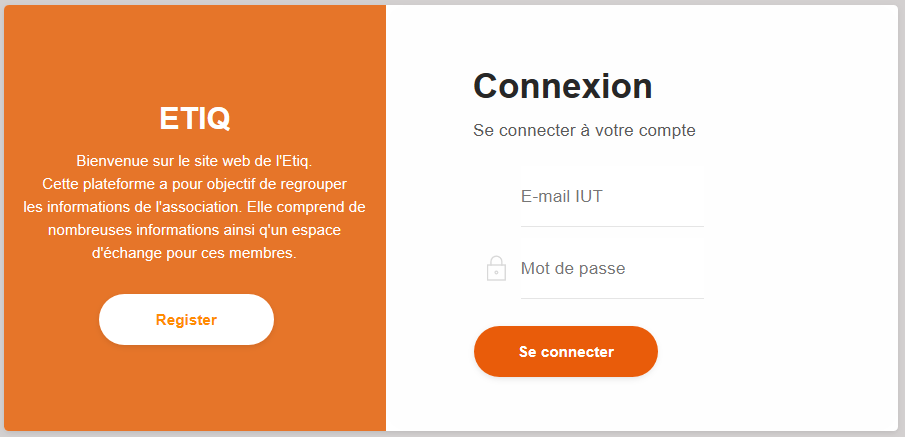 ETIQ
Bienvenue sur le site web de l'Etiq.
Cette plateforme a pour objectif de regrouper
les informations de l'association. Elle comprend de
nombreuses informations ainsi q'un espace
d'échange pour ces membres.
Register
Connexion
Se connecter à votre compte
E-mail IUT
Mot de passe
Se connecter